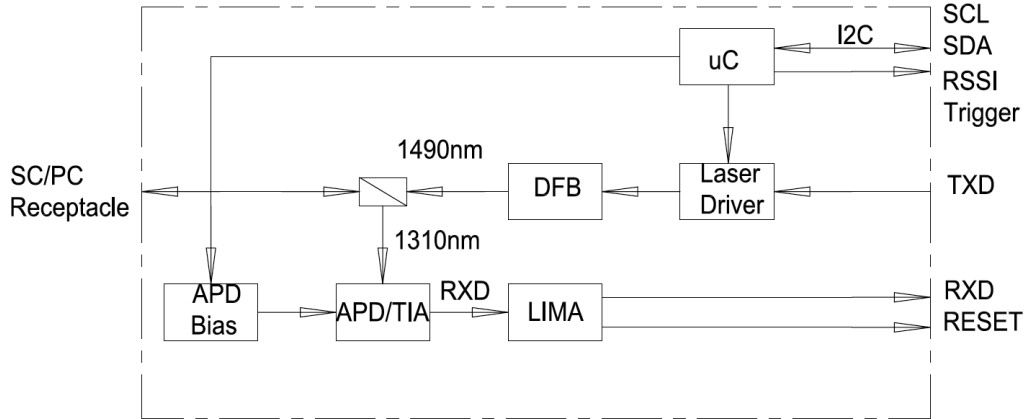 SCL
I2C
SDA
uC
RSSI
Trigger
1490nm
SC/PC
Receptacle
DFB
Laser
Driver
TXD
1310nm
APD
Bias
APD/TIA
RXD
LIMA
RXD
RESET